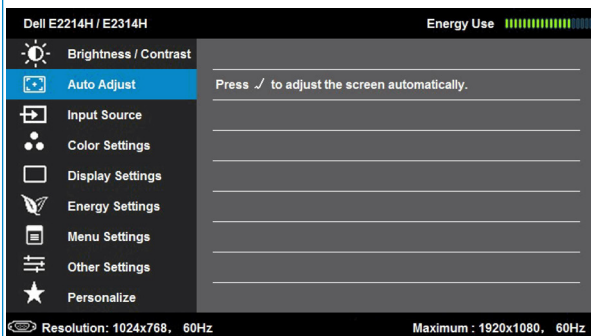 Dell E2214H / E2314H
Energy Use
Brightness / Contrast
Auto Adjust
Press ✓ to adjust the screen automatically.
Input Source
Color Settings
Display Settings
Energy Settings
Menu Settings
Other Settings
Personalize
Resolution: 1024x768, 60Hz
Maximum : 1920x1080, 60Hz